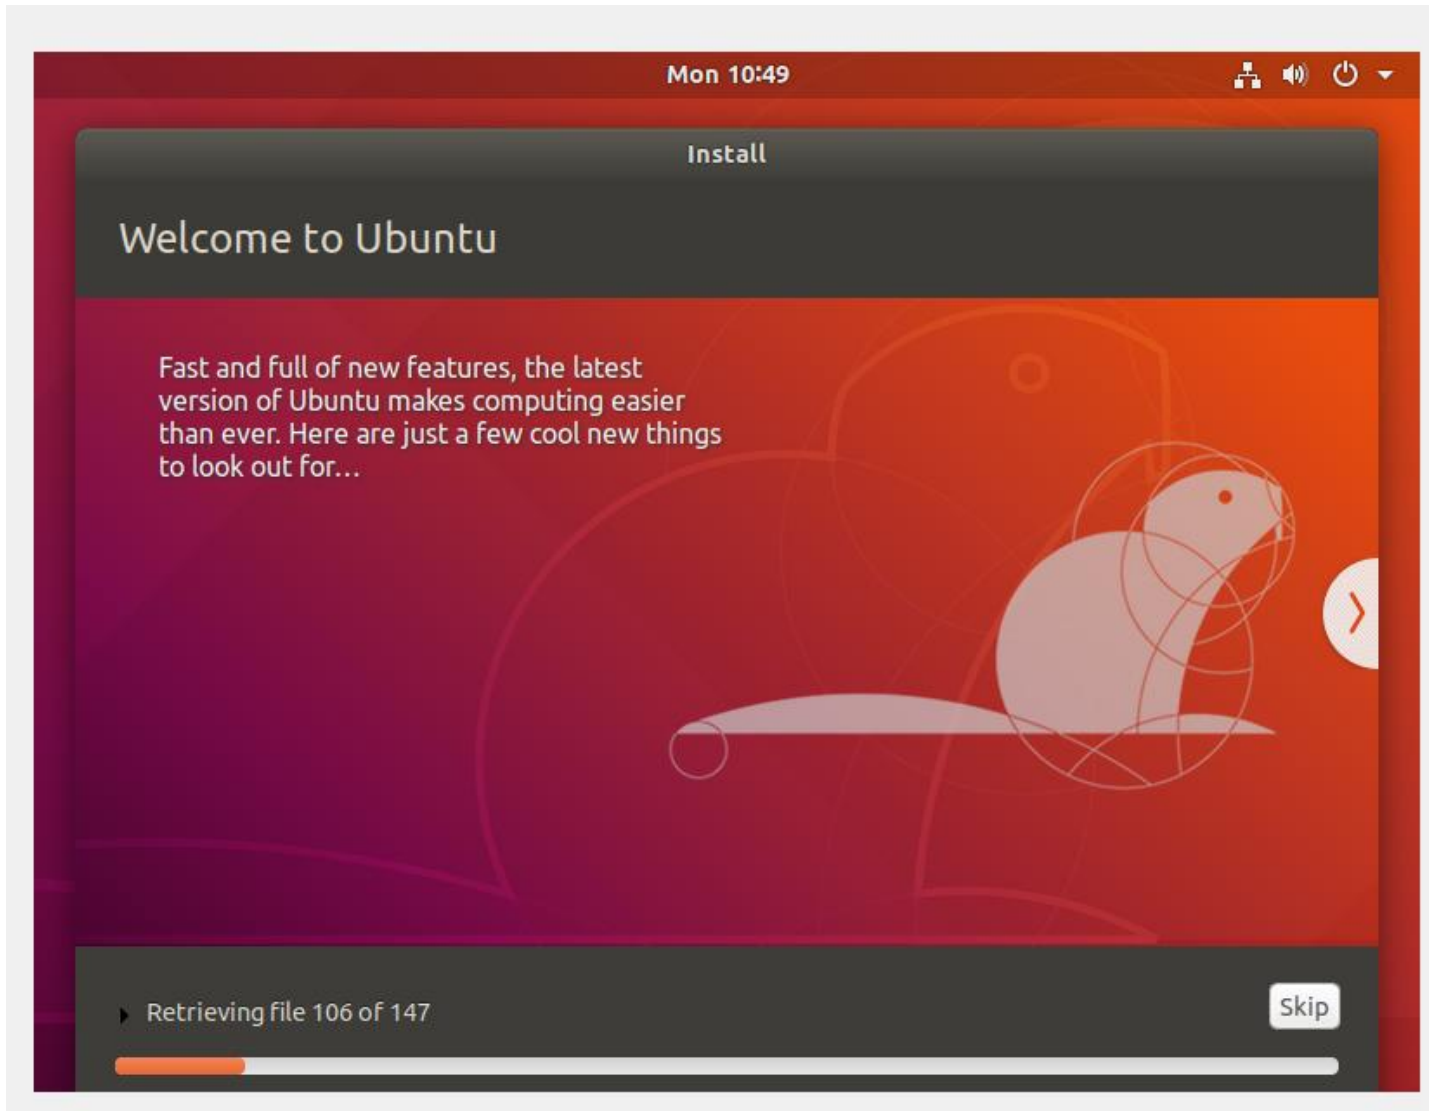 Mon 10:49
Install
Welcome to Ubuntu
Fast and full of new features, the latest
version of Ubuntu makes computing easier
than ever. Here are just a few cool new things
to look out for...
Retrieving file 106 of 147
Skip